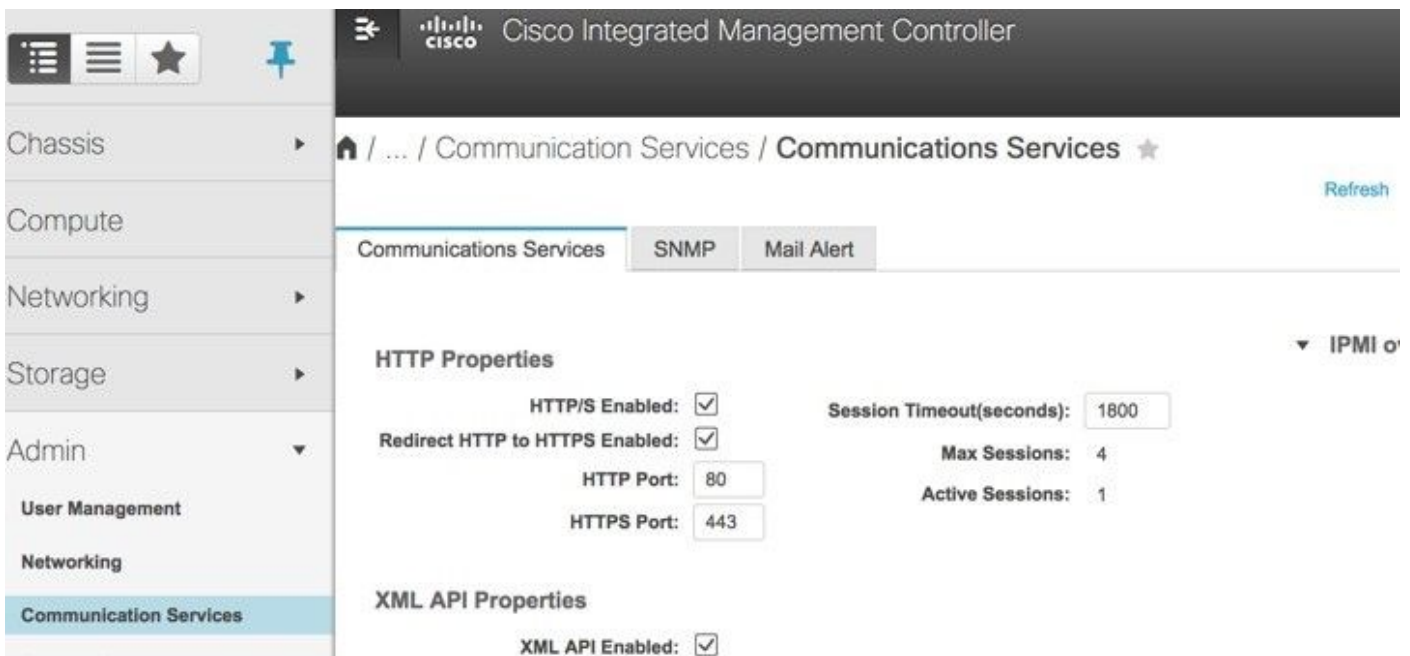 CISCO Cisco Integrated Management Controller
Chassis
Compute
Networking
Storage
Admin
User Management
Networking
Communication Services
/ ... / Communication Services / Communications Services
Refresh
Communications Services SNMP Mail Alert
HTTP Properties
HTTP/S Enabled:
Redirect HTTP to HTTPS Enabled:
HTTP Port: 80
HTTPS Port: 443
Session Timeout(seconds): 1800
Max Sessions: 4
Active Sessions: 1
IPMI
XML API Properties
XML API Enabled: